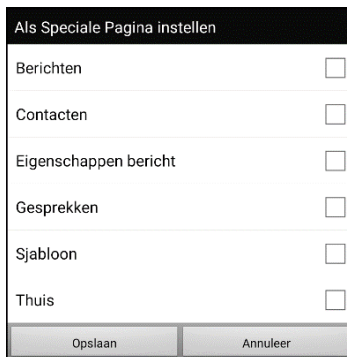 Als Speciale Pagina instellen
Berichten
Contacten
Eigenschappen bericht
Gesprekken
Sjabloon
Thuis
Opslaan Annuleer